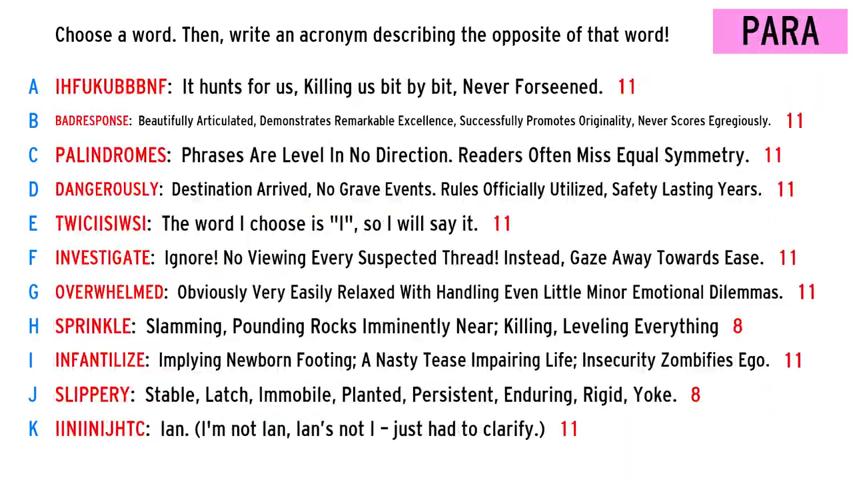 Choose a word. Then, write an acronym describing the opposite of that word!
PARA
A IHFUKUBBBNF: It hunts for us, Killing us bit by bit, Never Forseened. 11
B BADRESPONSE: Beautifully Articulated, Demonstrates Remarkable Excellence, Successfully Promotes Originality, Never Scores Egregiously. 11
C PALINDROMES: Phrases Are Level In No Direction. Readers Often Miss Equal Symmetry. 11
D DANGEROUSLY: Destination Arrived, No Grave Events. Rules Officially Utilized, Safety Lasting Years. 11
E TWICIISIWSI: The word I choose is "I", so I will say it. 11
F INVESTIGATE: Ignore! No Viewing Every Suspected Thread! Instead, Gaze Away Towards Ease. 11
G OVERWHELMED: Obviously Very Easily Relaxed With Handling Even Little Minor Emotional Dilemmas. 11
H SPRINKLE: Slamming, Pounding Rocks Imminently Near; Killing, Leveling Everything 8
I INFANTILIZE: Implying Newborn Footing; A Nasty Tease Impairing Life; Insecurity Zombifies Ego. 11
J SLIPPERY: Stable, Latch, Immobile, Planted, Persistent, Enduring, Rigid, Yoke. 8
K IINIINIJHTC: Ian. (I'm not Ian, Ian's not I – just had to clarify.) 11